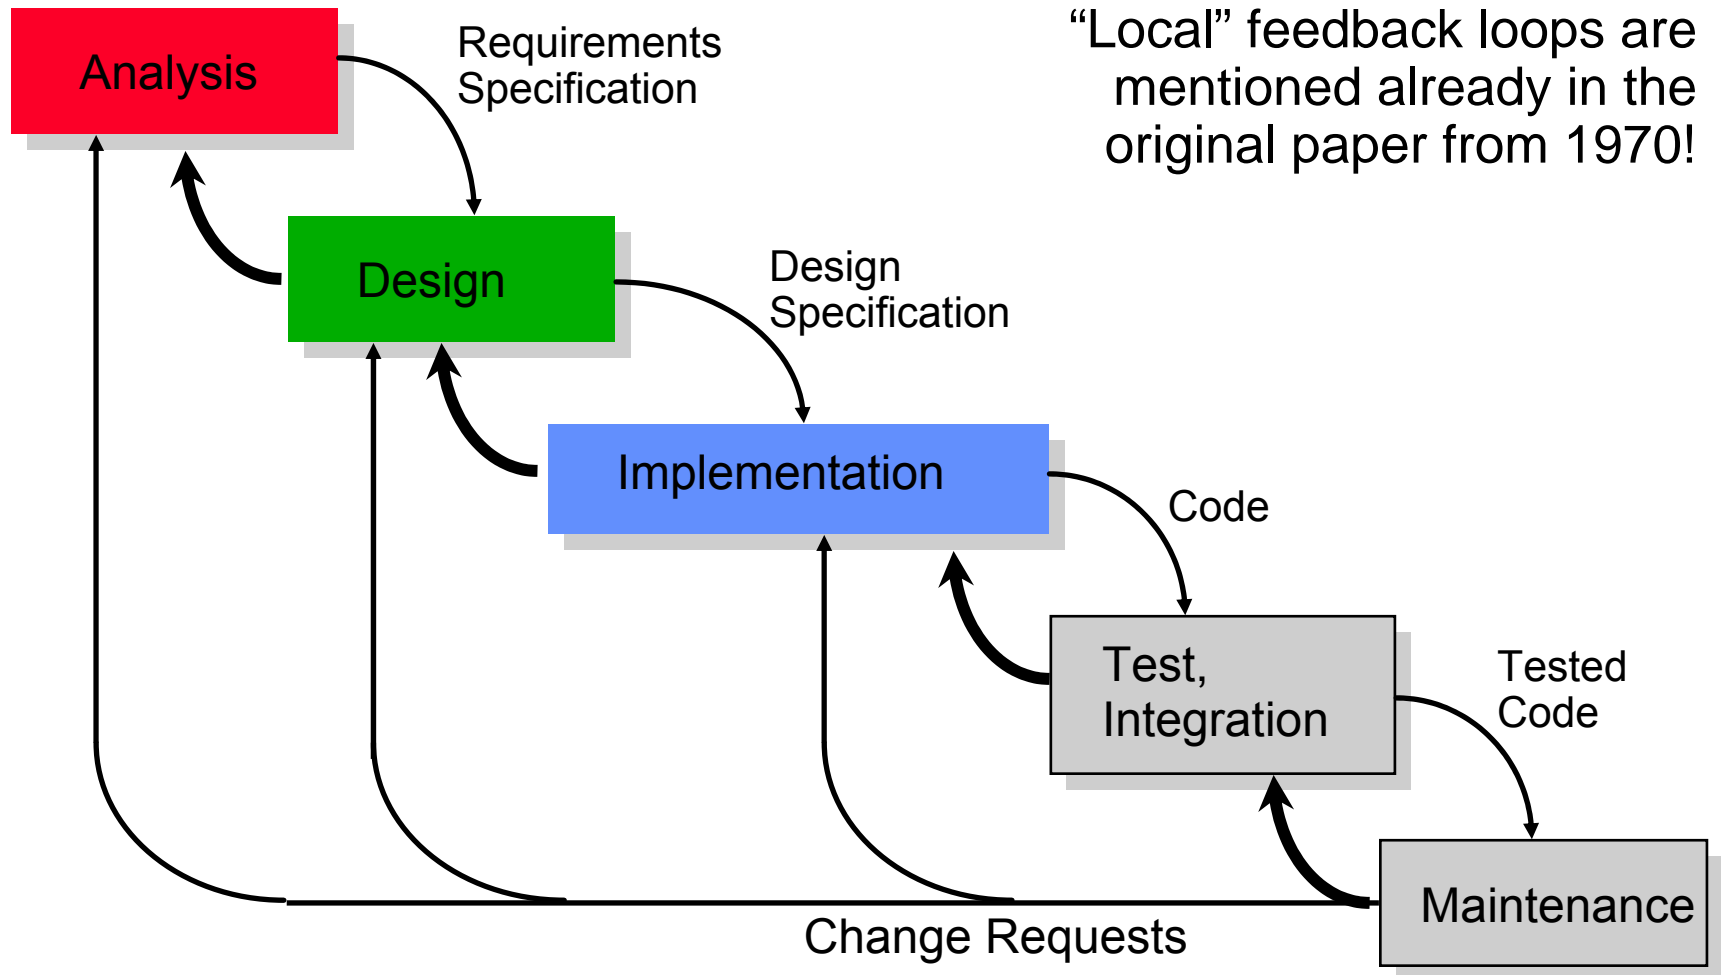 “Local” feedback loops are
mentioned already in the
original paper from 1970!
Analysis
Requirements
Specification
Design
Design
Specification
Implementation
Code
Test,
Integration
Tested
Code
Maintenance
Change Requests